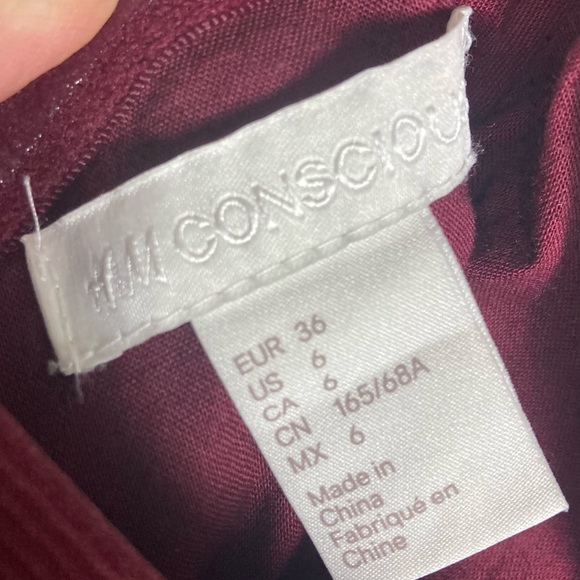 H&M CONSCIOU
EUR 36
US 6
CA 6
CN 165/68A
MX 6
Made in
China
Fabriqué en
Chine